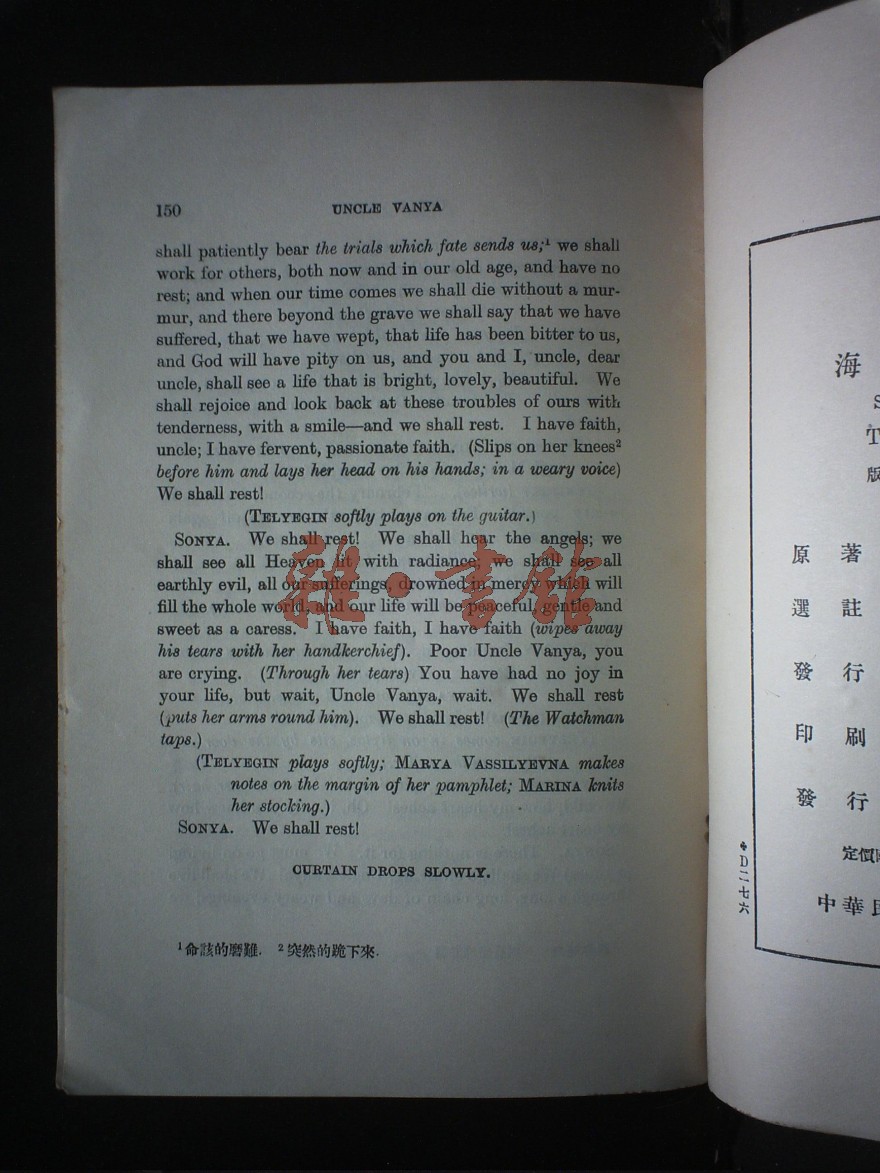 150 UNCLE VANYA
shall patiently bear the trials which fate sends us;¹ we shall
work for others, both now and in our old age, and have no
rest; and when our time comes we shall die without a mur-
mur, and there beyond the grave we shall say that we have
suffered, that we have wept, that life has been bitter to us,
and God will have pity on us, and you and I, uncle, dear
uncle, shall see a life that is bright, lovely, beautiful. We
shall rejoice and look back at these troubles of ours with
tenderness, with a smile—and we shall rest. I have faith,
uncle; I have fervent, passionate faith. (Slips on her knees²
before him and lays her head on his hands; in a weary voice)
We shall rest!
(TELYEGIN softly plays on the guitar.)
SONYA. We shall rest! We shall hear the angels; we
shall see all Heaven lit with radiance, we shall see all
earthly evil, all our sufferings, drowned in mercy which will
fill the whole world, and our life will be peaceful, gentle and
sweet as a caress. I have faith, I have faith (wipes away
his tears with her handkerchief). Poor Uncle Vanya, you
are crying. (Through her tears) You have had no joy in
your life, but wait, Uncle Vanya, wait. We shall rest
(puts her arms round him). We shall rest! (The Watchman
taps.)
(TELYEGIN plays softly; MARYA VASSILYEVNA makes
notes on the margin of her pamphlet; MARINA knits
her stocking.)
SONYA. We shall rest!
CURTAIN DROPS SLOWLY.
¹命該的磨難. ²突然的跪下來.
雜·書館
海
S
T
版
原著
選註
發行
印刷
發行
定價
中華民
D二七六